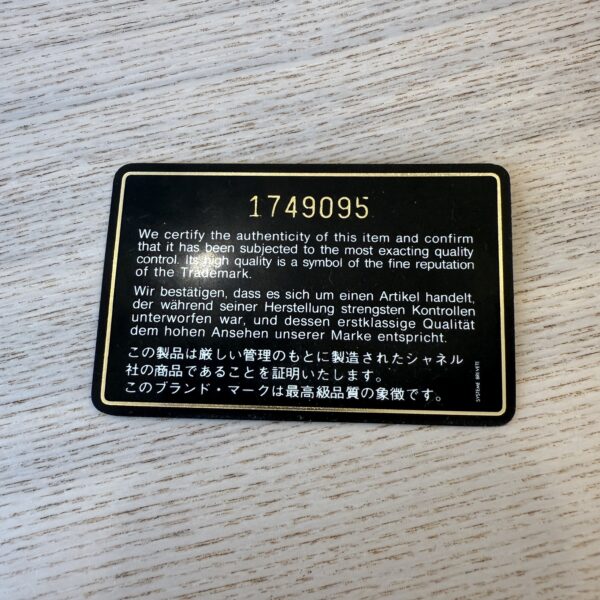 1749095
We certify the authenticity of this item and confirm
that it has been subjected to the most exacting quality
control. Its high quality is a symbol of the fine reputation
of the Trademark.
Wir bestätigen, dass es sich um einen Artikel handelt,
der während seiner Herstellung strengsten Kontrollen
unterworfen war, und dessen erstklassige Qualität
dem hohen Ansehen unserer Marke entspricht.
この製品は厳しい管理のもとに製造されたシャネル
社の商品であることを証明いたします。
このブランド・マークは最高級品質の象徴です。
SYSTEME BREVETE